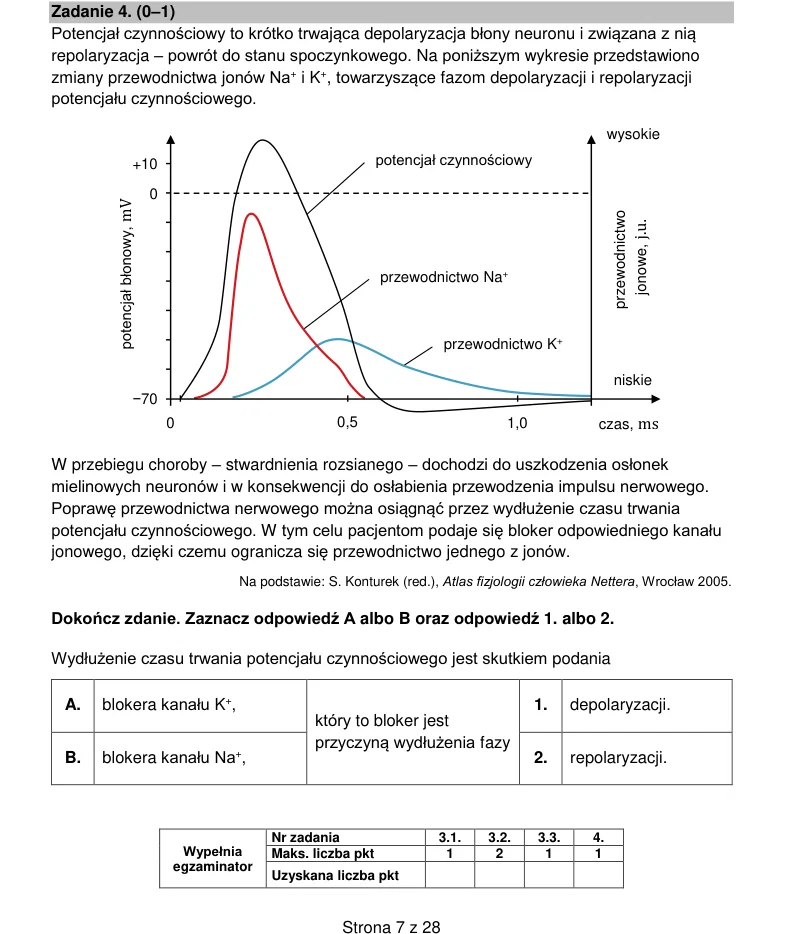 Zadanie 4. (0–1)
Potencjał czynnościowy to krótko trwająca depolaryzacja błony neuronu i związana z nią
repolaryzacja – powrót do stanu spoczynkowego. Na poniższym wykresie przedstawiono
zmiany przewodnictwa jonów Na⁺ i K⁺, towarzyszące fazom depolaryzacji i repolaryzacji
potencjału czynnościowego.
wysokie
potencjał czynnościowy
+10
0
potencjał błonowy, mV
przewodnictwo
jonowe, j.u.
przewodnictwo Na⁺
przewodnictwo K⁺
niskie
−70
0
0,5
1,0
czas, ms
W przebiegu choroby – stwardnienia rozsianego – dochodzi do uszkodzenia osłonek
mielinowych neuronów i w konsekwencji do osłabienia przewodzenia impulsu nerwowego.
Poprawę przewodnictwa nerwowego można osiągnąć przez wydłużenie czasu trwania
potencjału czynnościowego. W tym celu pacjentom podaje się bloker odpowiedniego kanału
jonowego, dzięki czemu ogranicza się przewodnictwo jednego z jonów.
Na podstawie: S. Konturek (red.), Atlas fizjologii człowieka Nettera, Wrocław 2005.
Dokończ zdanie. Zaznacz odpowiedź A albo B oraz odpowiedź 1. albo 2.
Wydłużenie czasu trwania potencjału czynnościowego jest skutkiem podania
A. blokera kanału K⁺,
który to bloker jest
przyczyną wydłużenia fazy
1. depolaryzacji.
B. blokera kanału Na⁺,
2. repolaryzacji.
Wypełnia
egzaminator
Nr zadania 3.1. 3.2. 3.3. 4.
Maks. liczba pkt 1 2 1 1
Uzyskana liczba pkt
Strona 7 z 28